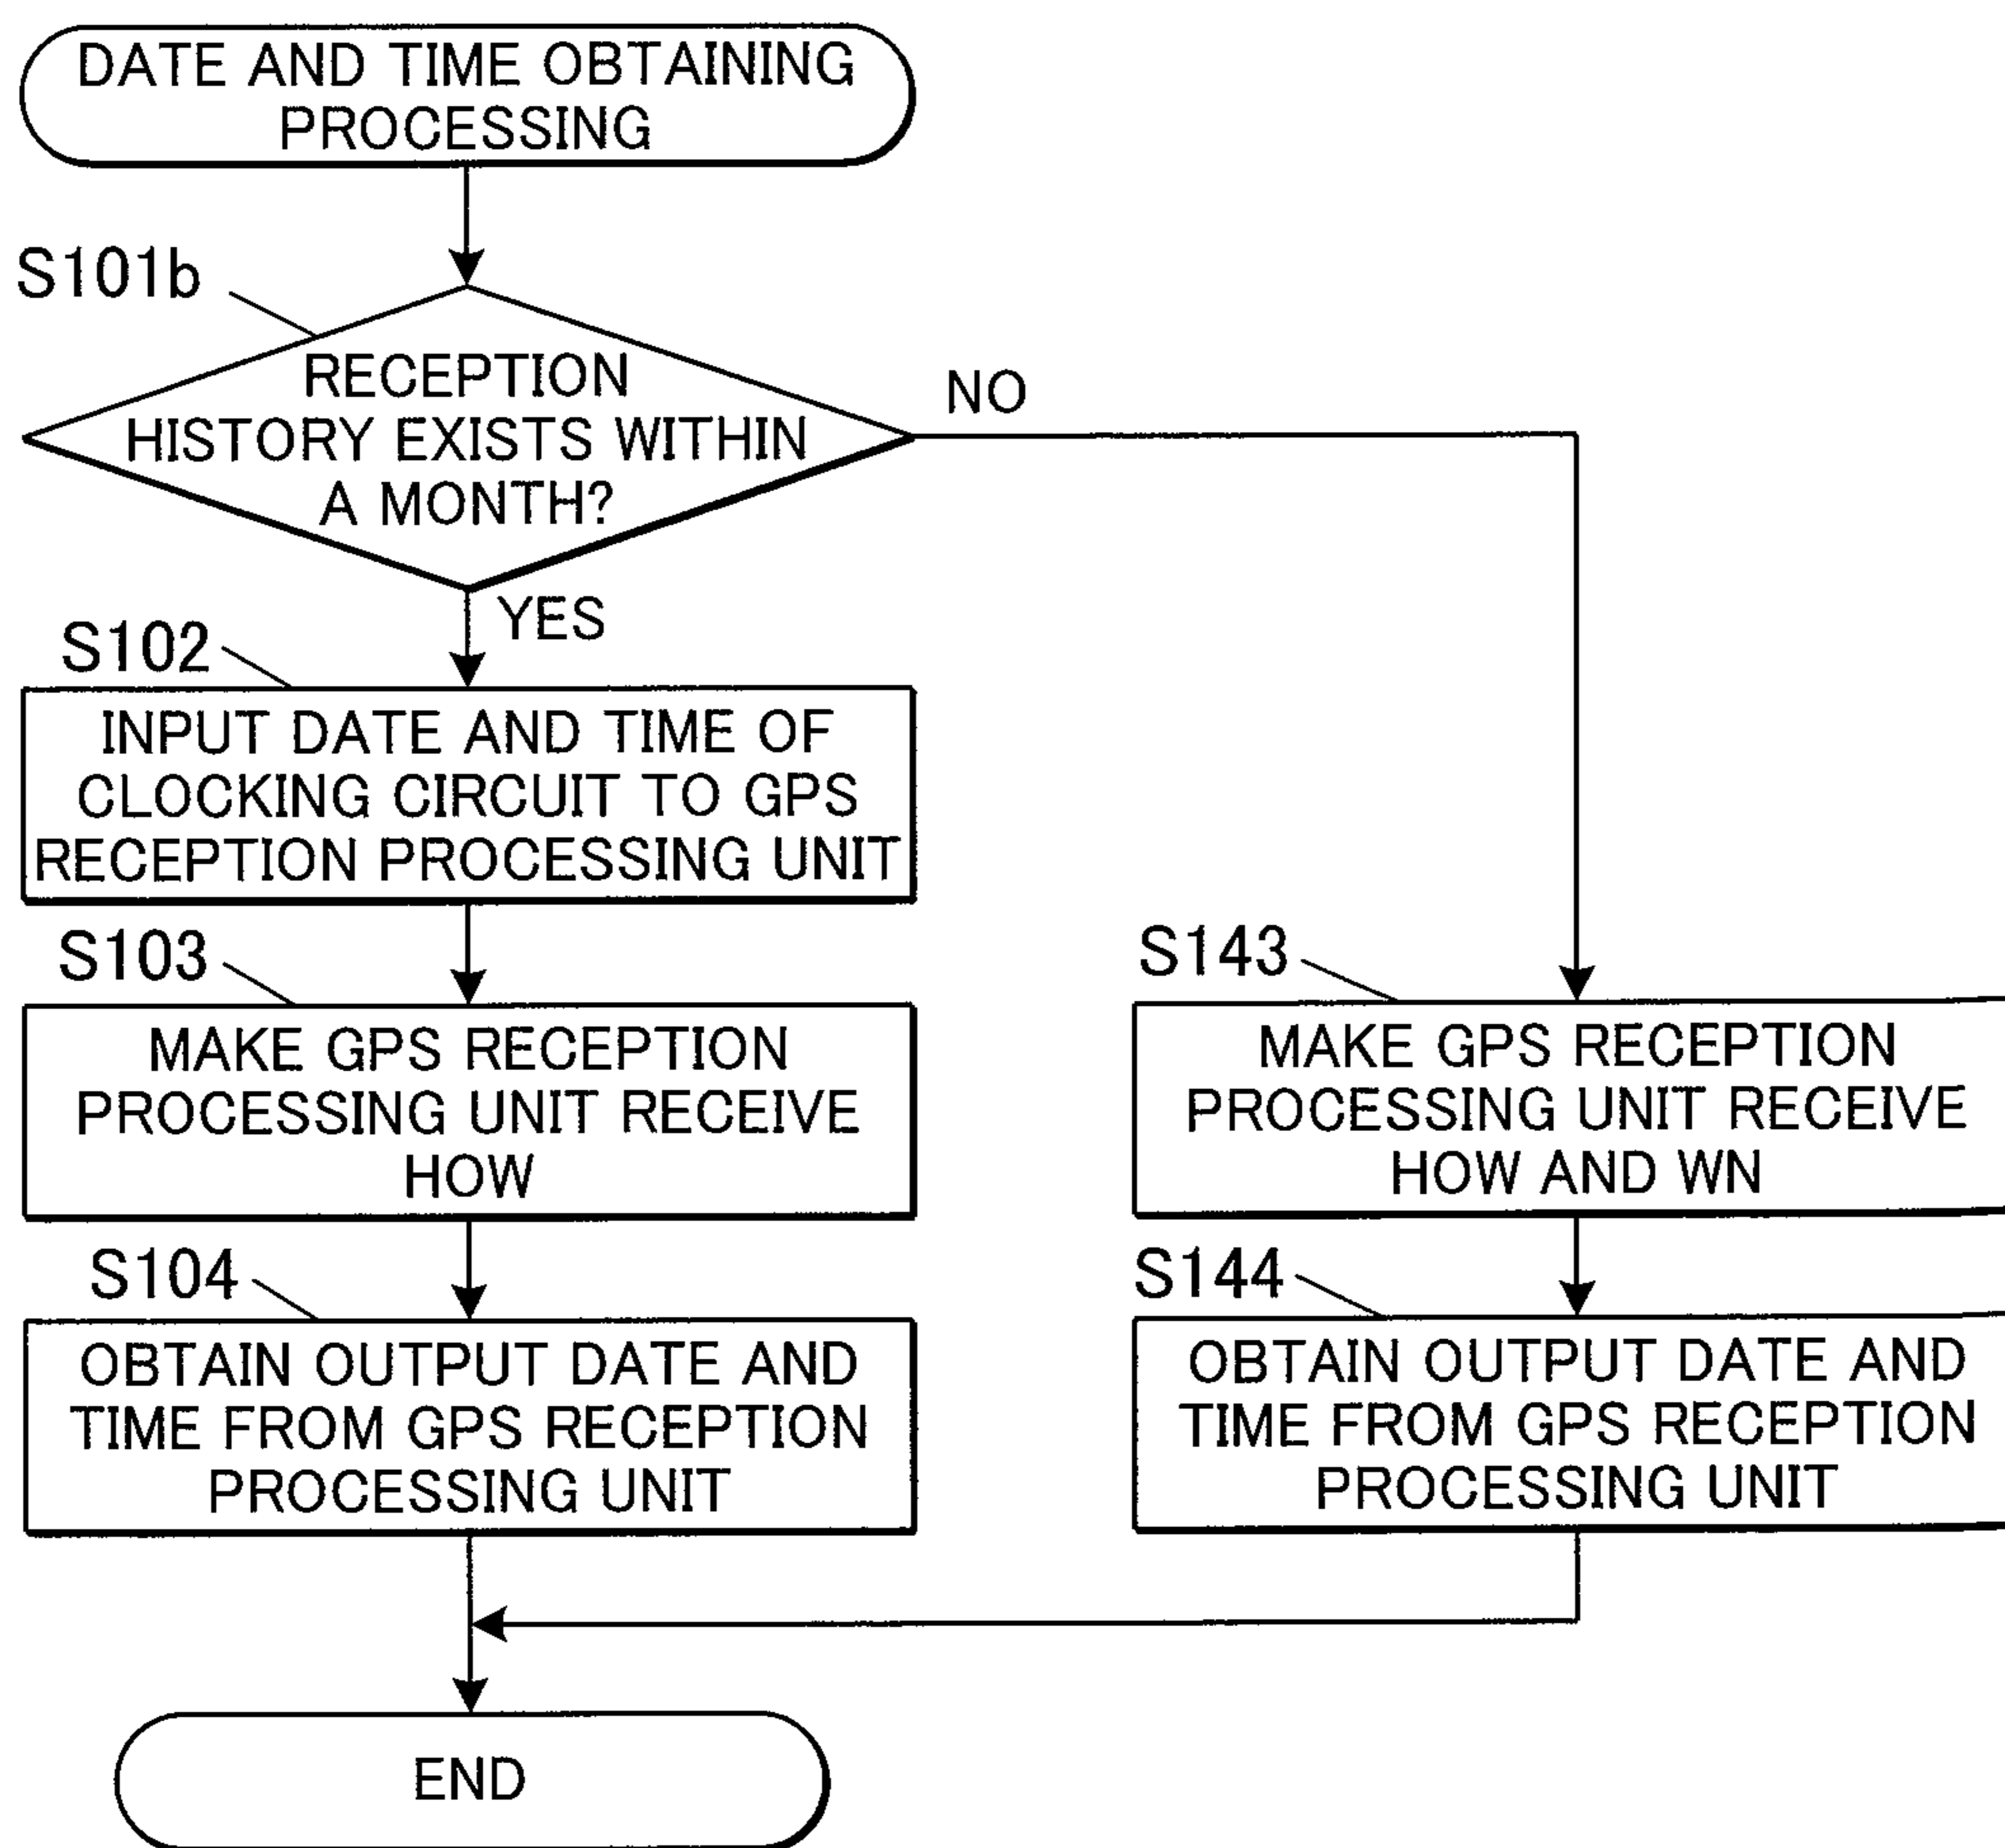 DATE AND TIME OBTAINING
PROCESSING
S101b
RECEPTION
HISTORY EXISTS WITHIN
A MONTH?
NO
YES
S102
INPUT DATE AND TIME OF
CLOCKING CIRCUIT TO GPS
RECEPTION PROCESSING UNIT
S103
MAKE GPS RECEPTION
PROCESSING UNIT RECEIVE
HOW
S143
MAKE GPS RECEPTION
PROCESSING UNIT RECEIVE
HOW AND WN
S104
OBTAIN OUTPUT DATE AND
TIME FROM GPS RECEPTION
PROCESSING UNIT
S144
OBTAIN OUTPUT DATE AND
TIME FROM GPS RECEPTION
PROCESSING UNIT
END